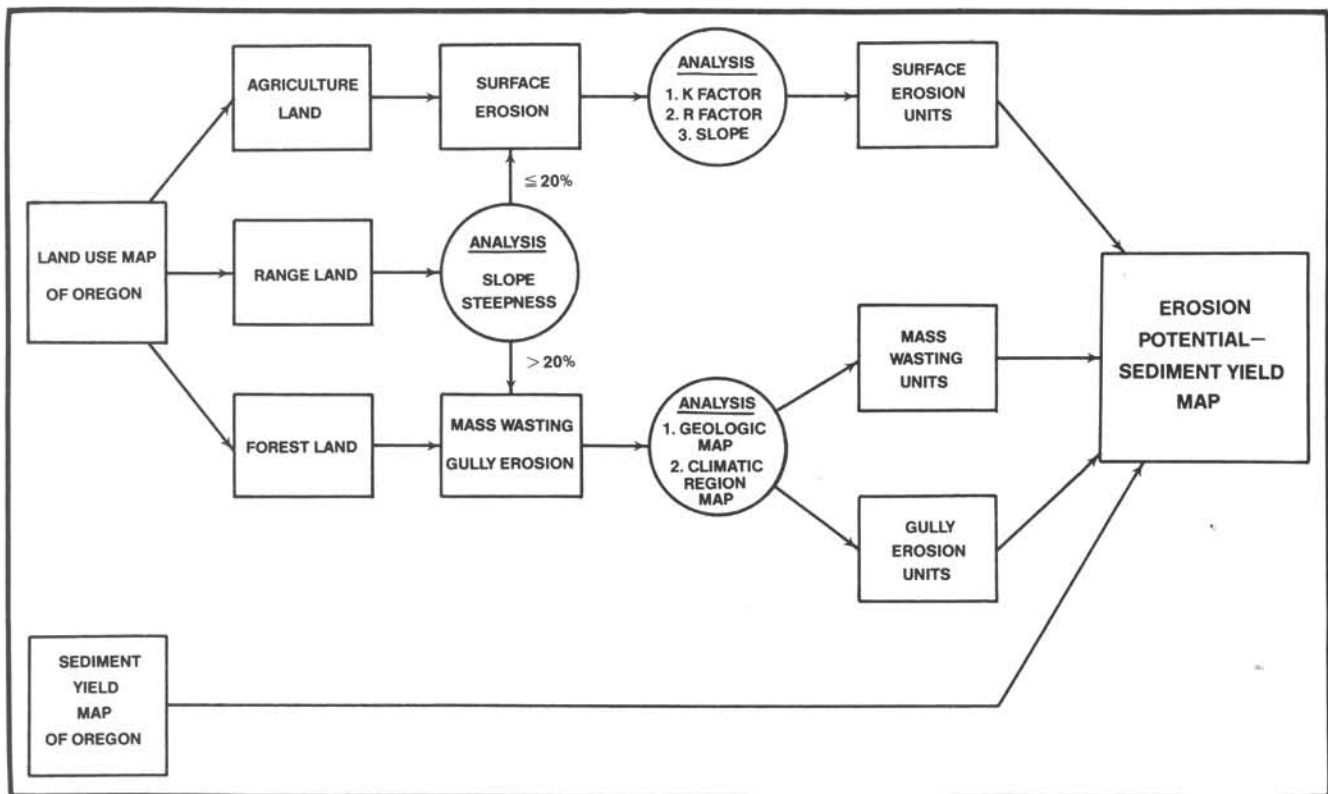 AGRICULTURE
LAND
SURFACE
EROSION
ANALYSIS
1. K FACTOR
2. R FACTOR
3. SLOPE
SURFACE
EROSION
UNITS
≦ 20%
LAND USE MAP
OF OREGON
RANGE LAND
ANALYSIS
SLOPE
STEEPNESS
> 20%
FOREST LAND
MASS WASTING
GULLY EROSION
ANALYSIS
1. GEOLOGIC
MAP
2. CLIMATIC
REGION
MAP
MASS
WASTING
UNITS
GULLY
EROSION
UNITS
EROSION
POTENTIAL—
SEDIMENT YIELD
MAP
SEDIMENT
YIELD
MAP
OF OREGON